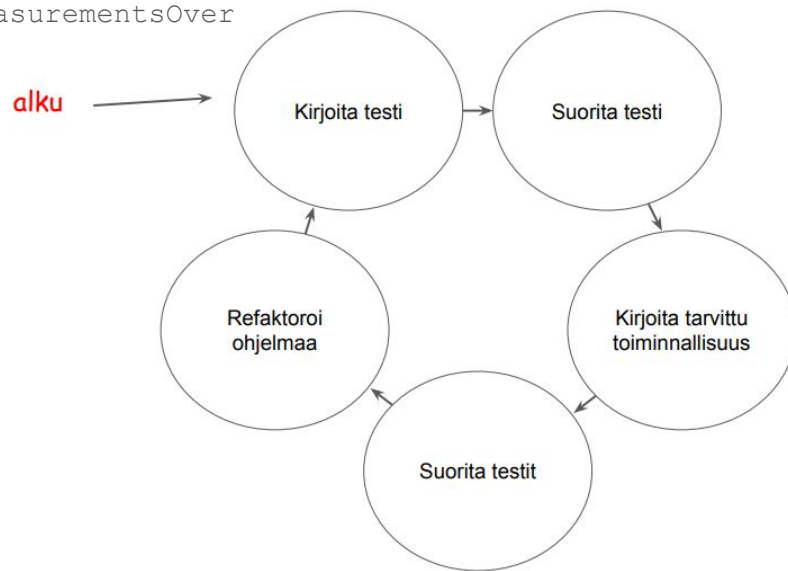 asurementsOver
alku
Kirjoita testi
Suorita testi
Refaktoroi
ohjelmaa
Kirjoita tarvittu
toiminnallisuus
Suorita testit